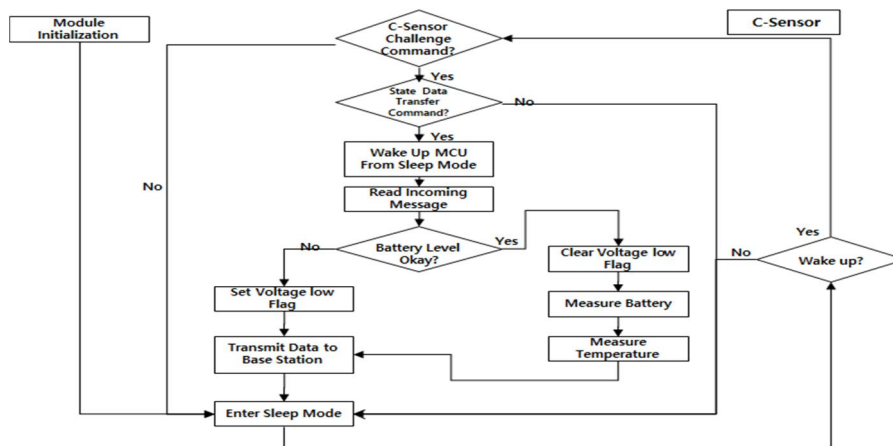 Module
Initialization
C-Sensor
Challenge
Command?
C-Sensor
Yes
State Data
Transfer
Command?
No
Yes
Wake Up MCU
From Sleep Mode
No
Read Incoming
Message
Yes
No
Battery Level
Okay?
Yes
Clear Voltage low
Flag
No
Wake up?
Set Voltage low
Flag
Measure Battery
Transmit Data to
Base Station
Measure
Temperature
Enter Sleep Mode